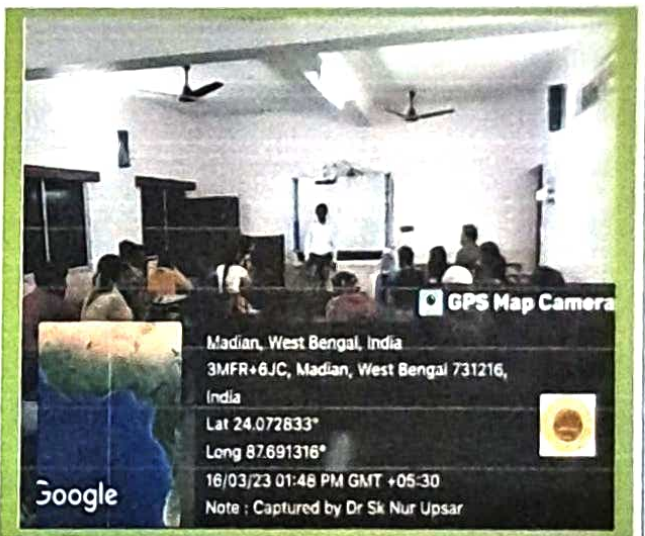 GPS Map Camera
Madian, West Bengal, India
3MFR+6JC, Madian, West Bengal 731216,
India
Lat 24.072833°
Long 87.691316°
16/03/23 01:48 PM GMT +05:30
Note : Captured by Dr Sk Nur Upsar
Google